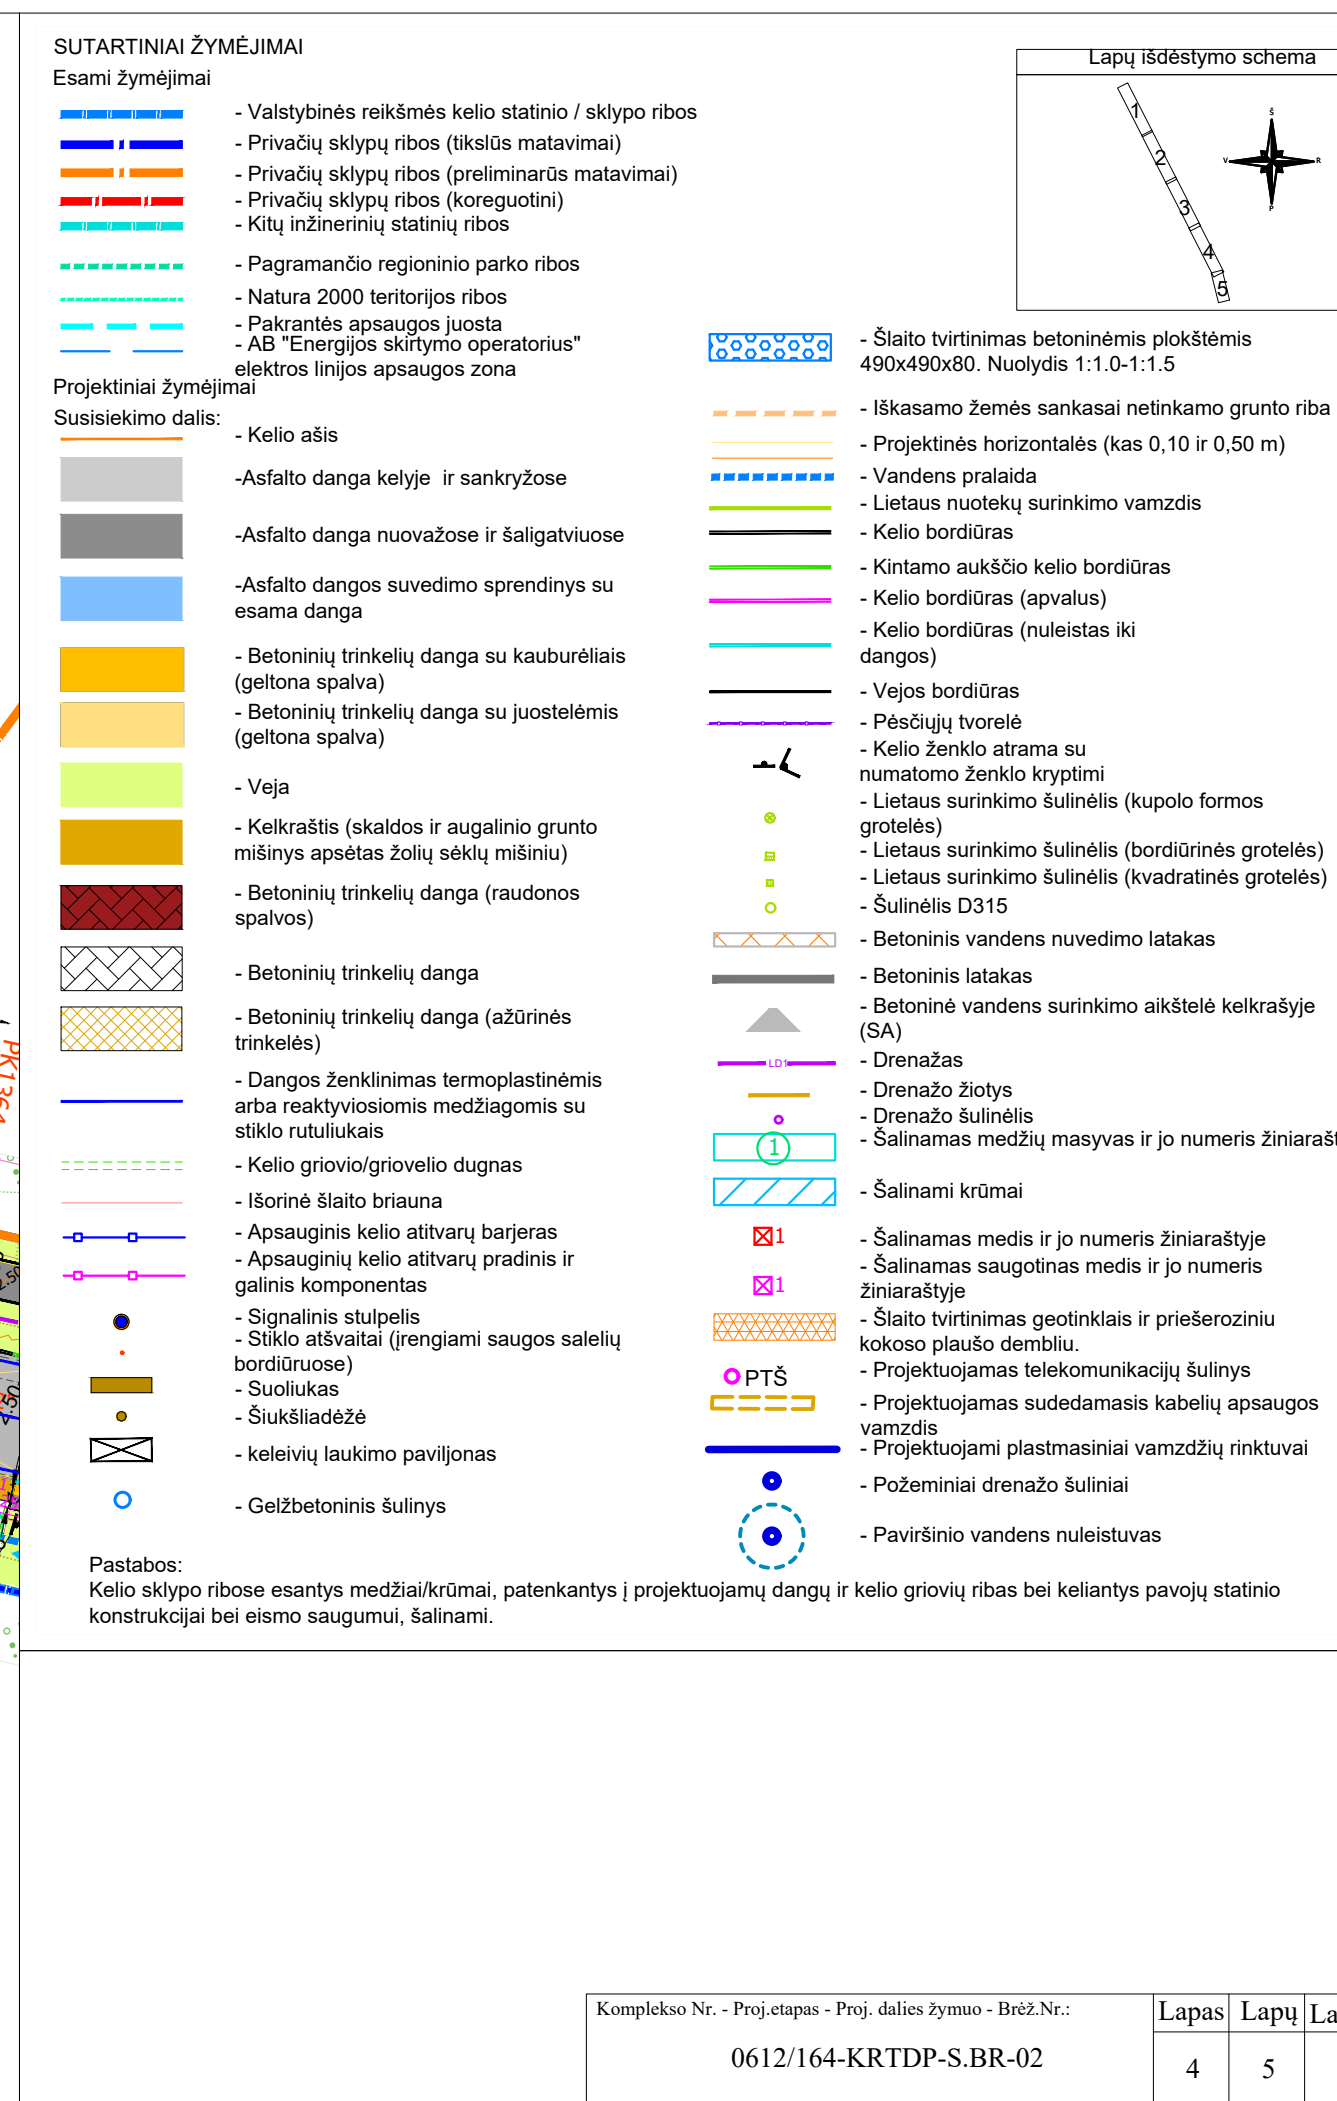 SUTARTINIAI ŽYMĖJIMAI
Esami žymėjimai
- Valstybinės reikšmės kelio statinio / sklypo ribos
- Privačių sklypų ribos (tikslūs matavimai)
- Privačių sklypų ribos (preliminarūs matavimai)
- Privačių sklypų ribos (koreguotini)
- Kitų inžinerinių statinių ribos
- Pagramančio regioninio parko ribos
- Natura 2000 teritorijos ribos
- Pakrantės apsaugos juosta
- AB "Energijos skirtymo operatorius"
elektros linijos apsaugos zona
Projektiniai žymėjimai
Susisiekimo dalis:
- Kelio ašis
-Asfalto danga kelyje ir sankryžose
-Asfalto danga nuovažose ir šaligatviuose
-Asfalto dangos suvedimo sprendinys su
esama danga
- Betoninių trinkelių danga su kauburėliais
(geltona spalva)
- Betoninių trinkelių danga su juostelėmis
(geltona spalva)
- Veja
- Kelkraštis (skaldos ir augalinio grunto
mišinys apsėtas žolių sėklų mišiniu)
- Betoninių trinkelių danga (raudonos
spalvos)
- Betoninių trinkelių danga
- Betoninių trinkelių danga (ažūrinės
trinkelės)
- Dangos ženklinimas termoplastinėmis
arba reaktyviosiomis medžiagomis su
stiklo rutuliukais
- Kelio griovio/griovelio dugnas
- Išorinė šlaito briauna
- Apsauginis kelio atitvarų barjeras
- Apsauginių kelio atitvarų pradinis ir
galinis komponentas
- Signalinis stulpelis
- Stiklo atšvaitai (įrengiami saugos salelių
bordiūruose)
- Suoliukas
- Šiukšliadėžė
- keleivių laukimo paviljonas
- Gelžbetoninis šulinys
Lapų išdėstymo schema
1
2
3
4
5
Š
V
R
P
- Šlaito tvirtinimas betoninėmis plokštėmis
490x490x80. Nuolydis 1:1.0-1:1.5
- Iškasamo žemės sankasai netinkamo grunto riba
- Projektinės horizontalės (kas 0,10 ir 0,50 m)
- Vandens pralaida
- Lietaus nuotekų surinkimo vamzdis
- Kelio bordiūras
- Kintamo aukščio kelio bordiūras
- Kelio bordiūras (apvalus)
- Kelio bordiūras (nuleistas iki
dangos)
- Vejos bordiūras
- Pėsčiųjų tvorelė
- Kelio ženklo atrama su
numatomo ženklo kryptimi
- Lietaus surinkimo šulinėlis (kupolo formos
grotelės)
- Lietaus surinkimo šulinėlis (bordiūrinės grotelės)
- Lietaus surinkimo šulinėlis (kvadratinės grotelės)
- Šulinėlis D315
- Betoninis vandens nuvedimo latakas
- Betoninis latakas
- Betoninė vandens surinkimo aikštelė kelkrašyje
(SA)
LD1 - Drenažas
- Drenažo žiotys
- Drenažo šulinėlis
1 - Šalinamas medžių masyvas ir jo numeris žiniarašt
- Šalinami krūmai
1 - Šalinamas medis ir jo numeris žiniaraštyje
1 - Šalinamas saugotinas medis ir jo numeris
žiniaraštyje
- Šlaito tvirtinimas geotinklais ir priešeroziniu
kokoso plaušo dembliu.
PTŠ - Projektuojamas telekomunikacijų šulinys
- Projektuojamas sudedamasis kabelių apsaugos
vamzdis
- Projektuojami plastmasiniai vamzdžių rinktuvai
- Požeminiai drenažo šuliniai
- Paviršinio vandens nuleistuvas
Pastabos:
Kelio sklypo ribose esantys medžiai/krūmai, patenkantys į projektuojamų dangų ir kelio griovių ribas bei keliantys pavojų statinio
konstrukcijai bei eismo saugumui, šalinami.
PK1364
2.50
2.50
Komplekso Nr. - Proj.etapas - Proj. dalies žymuo - Brėž.Nr.:
0612/164-KRTDP-S.BR-02
Lapas Lapų La
4 5